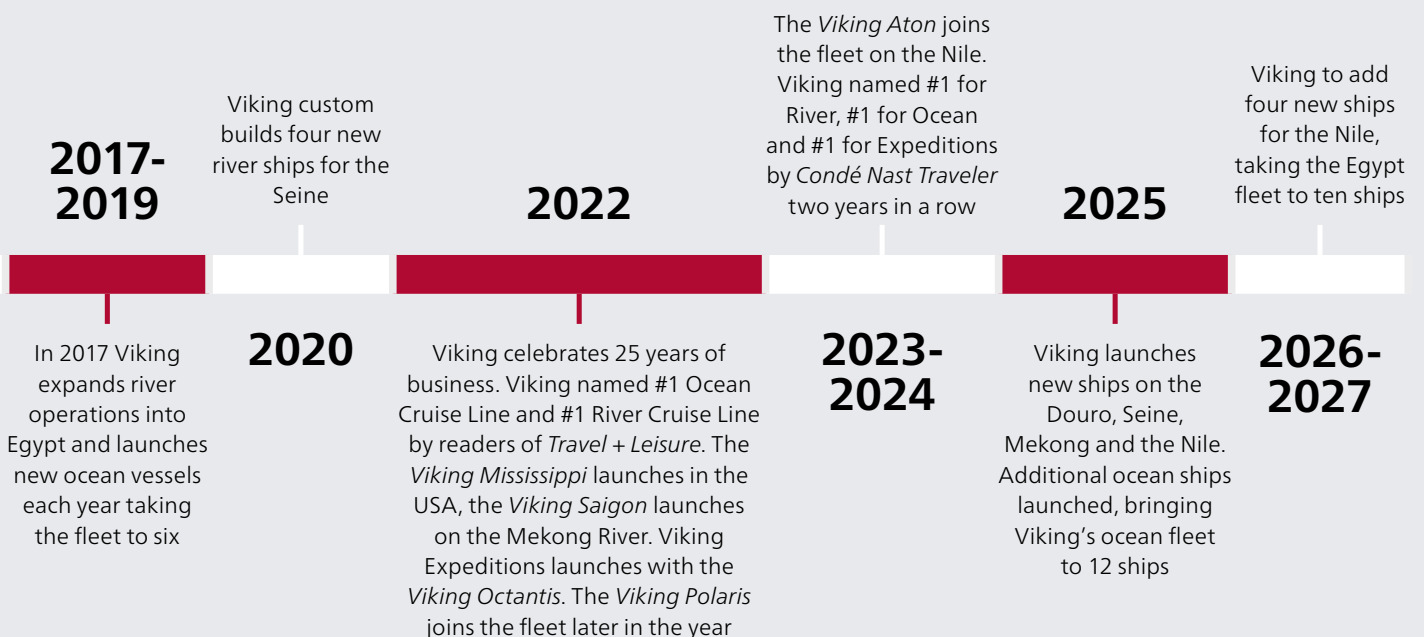 2017-
2019
In 2017 Viking
expands river
operations into
Egypt and launches
new ocean vessels
each year taking
the fleet to six
Viking custom
builds four new
river ships for the
Seine
2020
2022
Viking celebrates 25 years of
business. Viking named #1 Ocean
Cruise Line and #1 River Cruise Line
by readers of Travel + Leisure. The
Viking Mississippi launches in the
USA, the Viking Saigon launches
on the Mekong River. Viking
Expeditions launches with the
Viking Octantis. The Viking Polaris
joins the fleet later in the year
The Viking Aton joins
the fleet on the Nile.
Viking named #1 for
River, #1 for Ocean
and #1 for Expeditions
by Condé Nast Traveler
two years in a row
2023-
2024
2025
Viking launches
new ships on the
Douro, Seine,
Mekong and the Nile.
Additional ocean ships
launched, bringing
Viking’s ocean fleet
to 12 ships
Viking to add
four new ships
for the Nile,
taking the Egypt
fleet to ten ships
2026-
2027